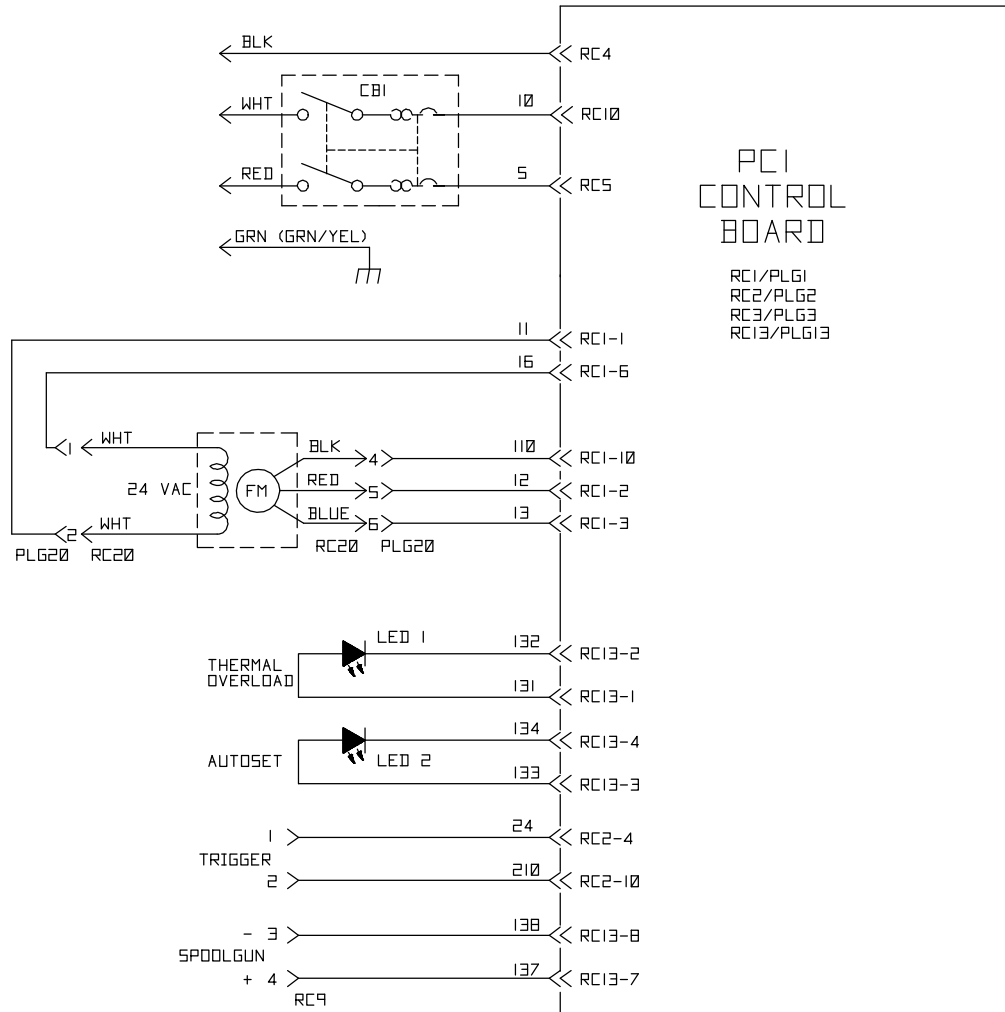 BLK
RC4
CB1
WHT
10
RC10
RED
5
RC5
GRN (GRN/YEL)
PC1
CONTROL
BOARD
RC1/PLG1
RC2/PLG2
RC3/PLG3
RC13/PLG13
11
RC1-1
16
RC1-6
1
WHT
BLK
4
110
RC1-10
24 VAC
FM
RED
5
12
RC1-2
2
WHT
BLUE
6
13
RC1-3
PLG20
RC20
RC20
PLG20
LED 1
132
RC13-2
THERMAL
OVERLOAD
131
RC13-1
134
RC13-4
AUTOSET
LED 2
133
RC13-3
1
24
RC2-4
TRIGGER
2
210
RC2-10
- 3
138
RC13-8
SPOOLGUN
+ 4
137
RC13-7
RC9